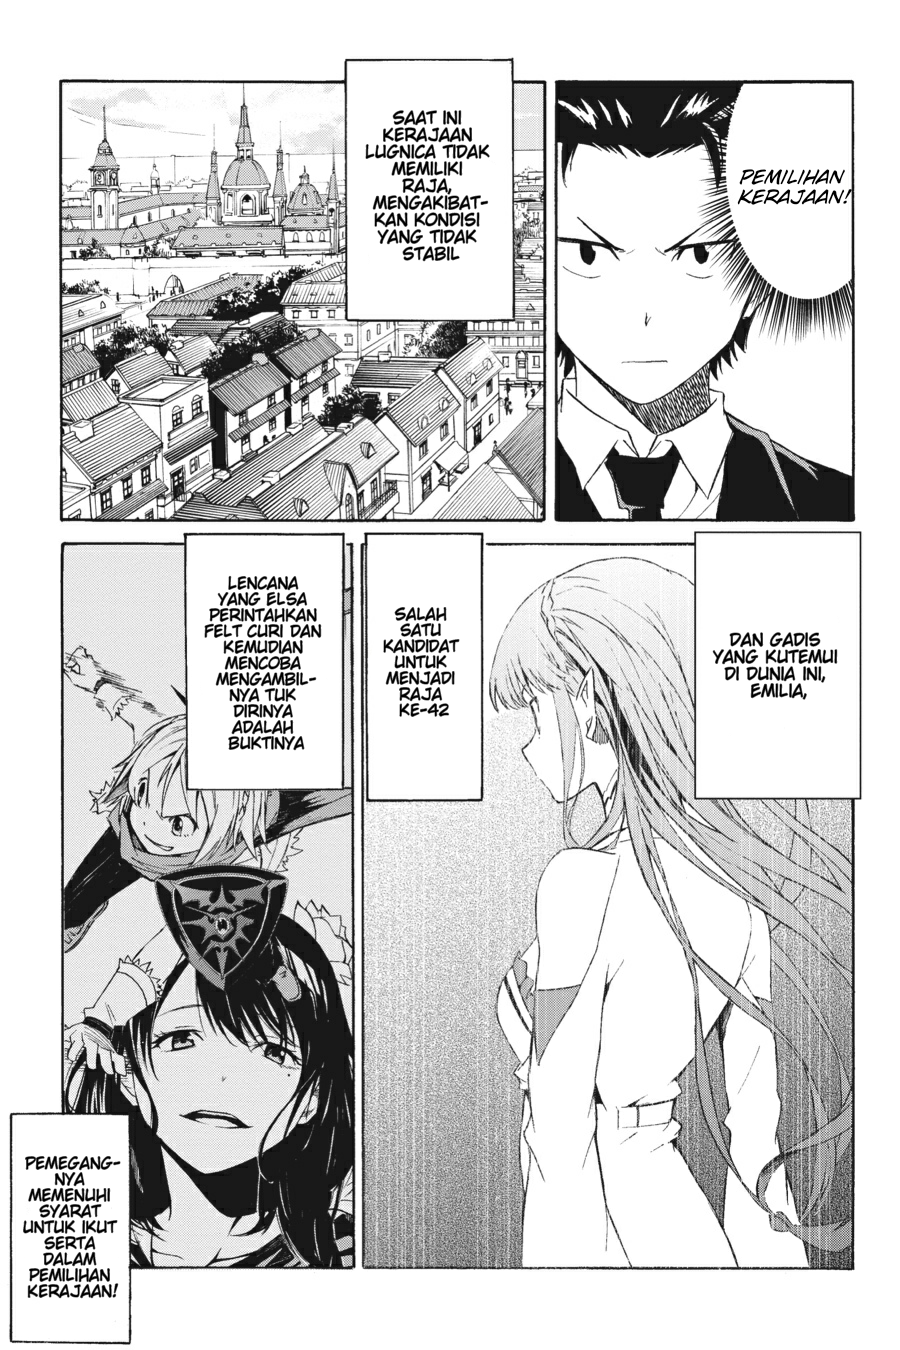 PEMILIHAN
KERAJAAN!
SAAT INI
KERAJAAN
LUGNICA TIDAK
MEMILIKI
RAJA,
MENGAKIBAT-
KAN KONDISI
YANG TIDAK
STABIL
DAN GADIS
YANG KUTEMUI
DI DUNIA INI,
EMILIA,
SALAH
SATU
KANDIDAT
UNTUK
MENJADI
RAJA
KE-42
LENCANA
YANG ELSA
PERINTAHKAN
FELT CURI DAN
KEMUDIAN
MENCOBA
MENGAMBIL-
NYA TUK
DIRINYA
ADALAH
BUKTINYA
PEMEGANG-
NYA
MEMENUHI
SYARAT
UNTUK IKUT
SERTA
DALAM
PEMILIHAN
KERAJAAN!